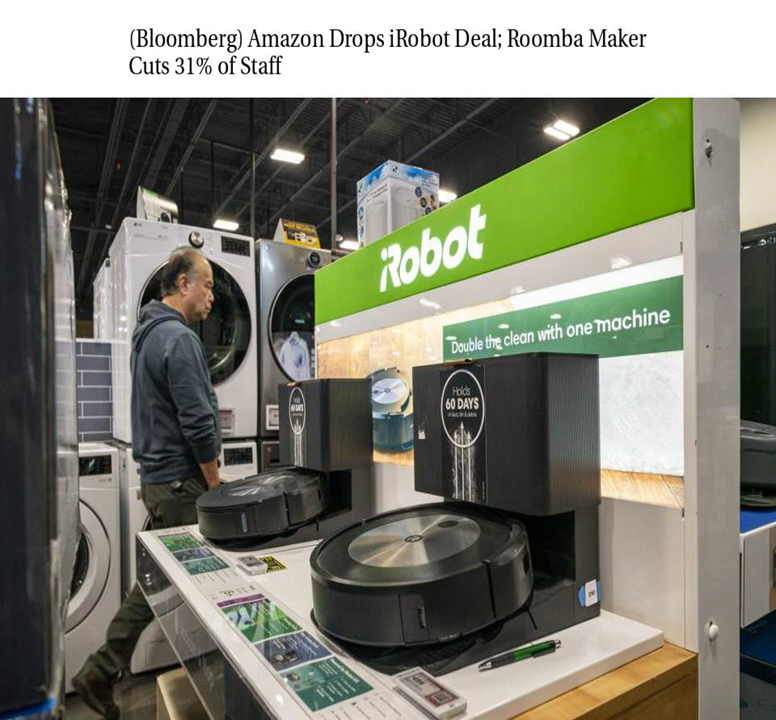 (Bloomberg) Amazon Drops iRobot Deal; Roomba Maker
Cuts 31% of Staff
iRobot
Double the clean with one machine
Holds
60 DAYS
Holds
60 DAYS
LG